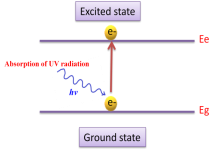 Excited state
e-
Ee
Absorption of UV radiation
hν
e-
Eg
Ground state